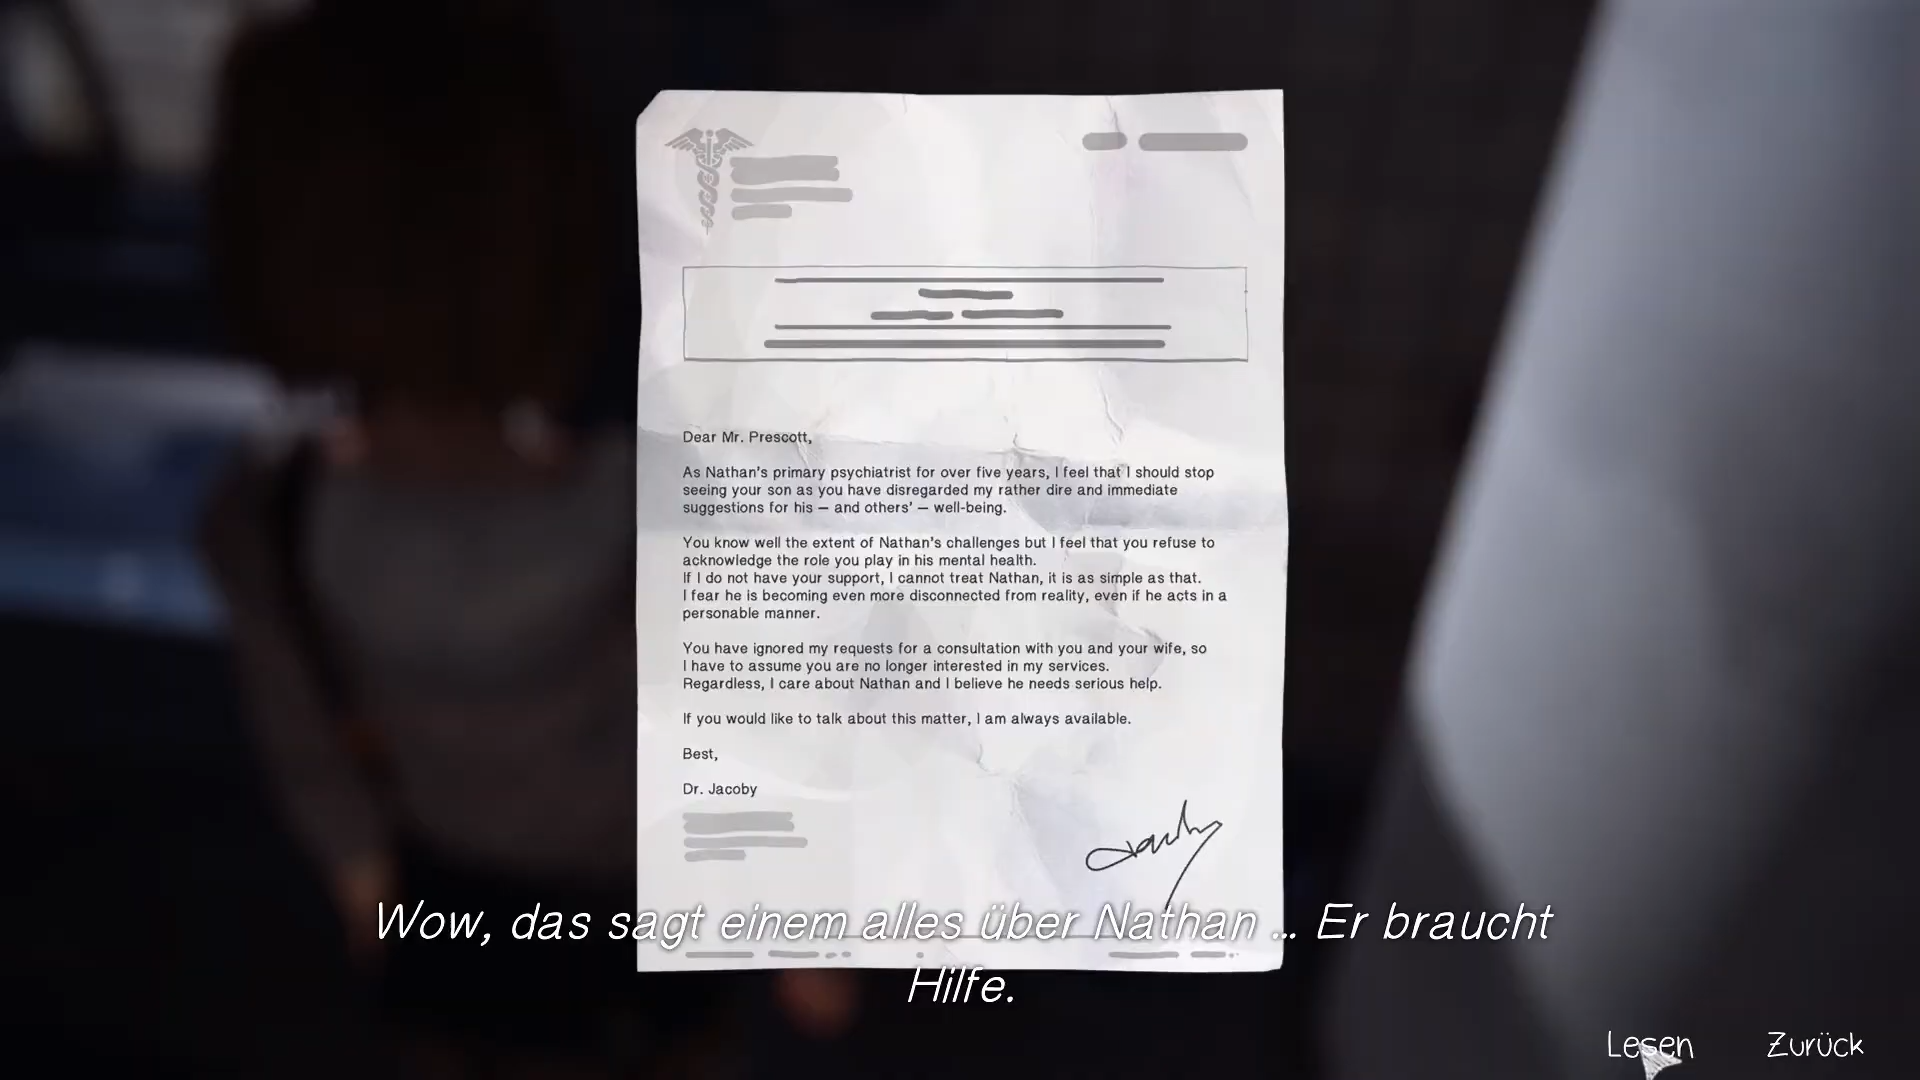 Dear Mr. Prescott,
As Nathan's primary psychiatrist for over five years, I feel that I should stop
seeing your son as you have disregarded my rather dire and immediate
suggestions for his – and others' – well-being.
You know well the extent of Nathan's challenges but I feel that you refuse to
acknowledge the role you play in his mental health.
If I do not have your support, I cannot treat Nathan, it is as simple as that.
I fear he is becoming even more disconnected from reality, even if he acts in a
personable manner.
You have ignored my requests for a consultation with you and your wife, so
I have to assume you are no longer interested in my services.
Regardless, I care about Nathan and I believe he needs serious help.
If you would like to talk about this matter, I am always available.
Best,
Dr. Jacoby
Wow, das sagt einem alles über Nathan ... Er braucht
Hilfe.
Lesen Zurück